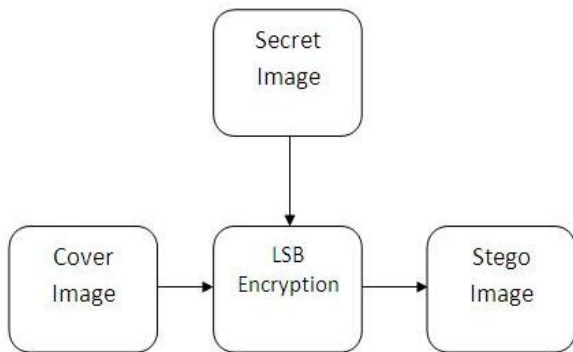 Secret
Image
Cover
Image
LSB
Encryption
Stego
Image